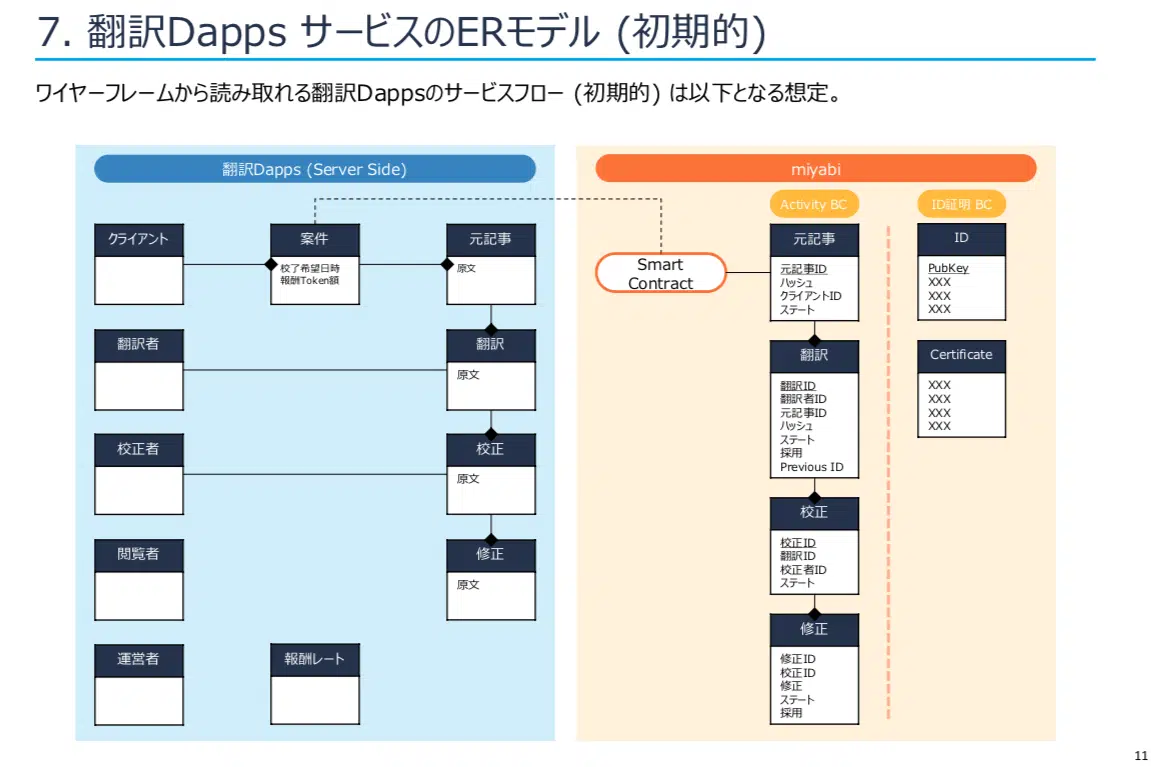 7. 翻訳Dapps サービスのERモデル (初期的)
ワイヤーフレームから読み取れる翻訳Dappsのサービスフロー (初期的) は以下となる想定。
翻訳Dapps (Server Side)
クライアント
案件
校了希望日時
報酬Token額
元記事
原文
翻訳者
翻訳
原文
校正者
校正
原文
閲覧者
修正
原文
運営者
報酬レート
miyabi
Activity BC
ID証明 BC
Smart
Contract
元記事
元記事ID
ハッシュ
クライアントID
ステート
翻訳
翻訳ID
翻訳者ID
元記事ID
ハッシュ
ステート
採用
Previous ID
校正
校正ID
翻訳ID
校正者ID
ステート
修正
修正ID
校正ID
修正
ステート
採用
ID
PubKey
XXX
XXX
XXX
Certificate
XXX
XXX
XXX
XXX
11